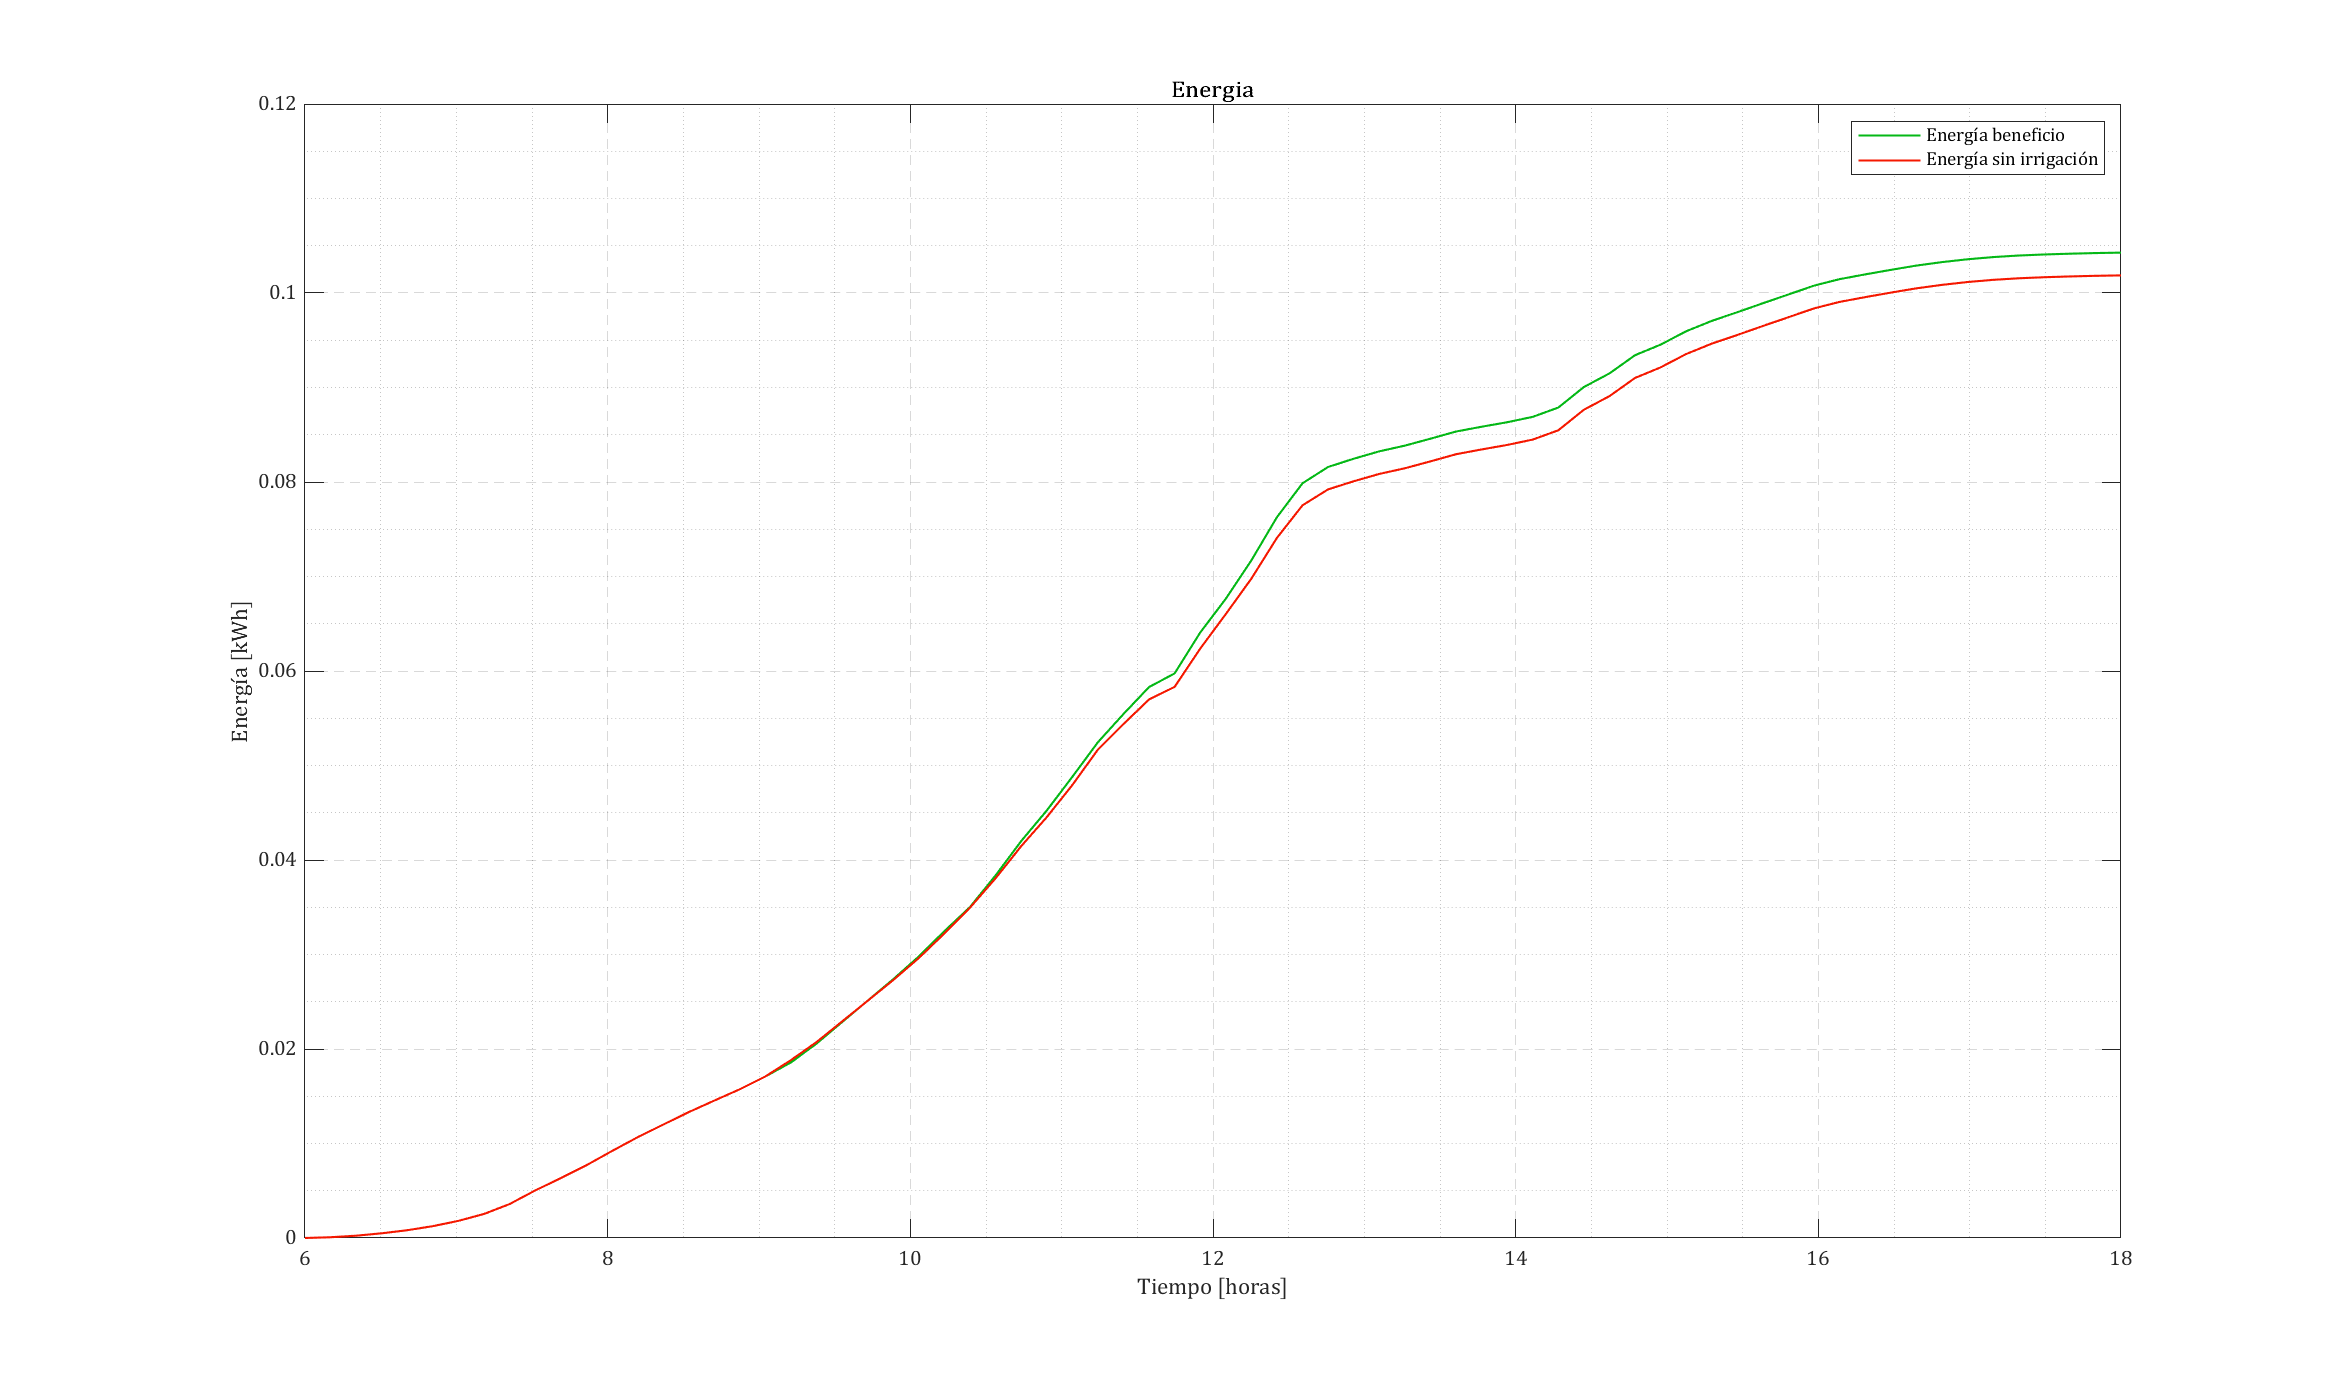 Energia
0.12
0.1
0.08
0.06
0.04
0.02
0
Energía [kWh]
Energía beneficio
Energía sin irrigación
6 8 10 12 14 16 18
Tiempo [horas]